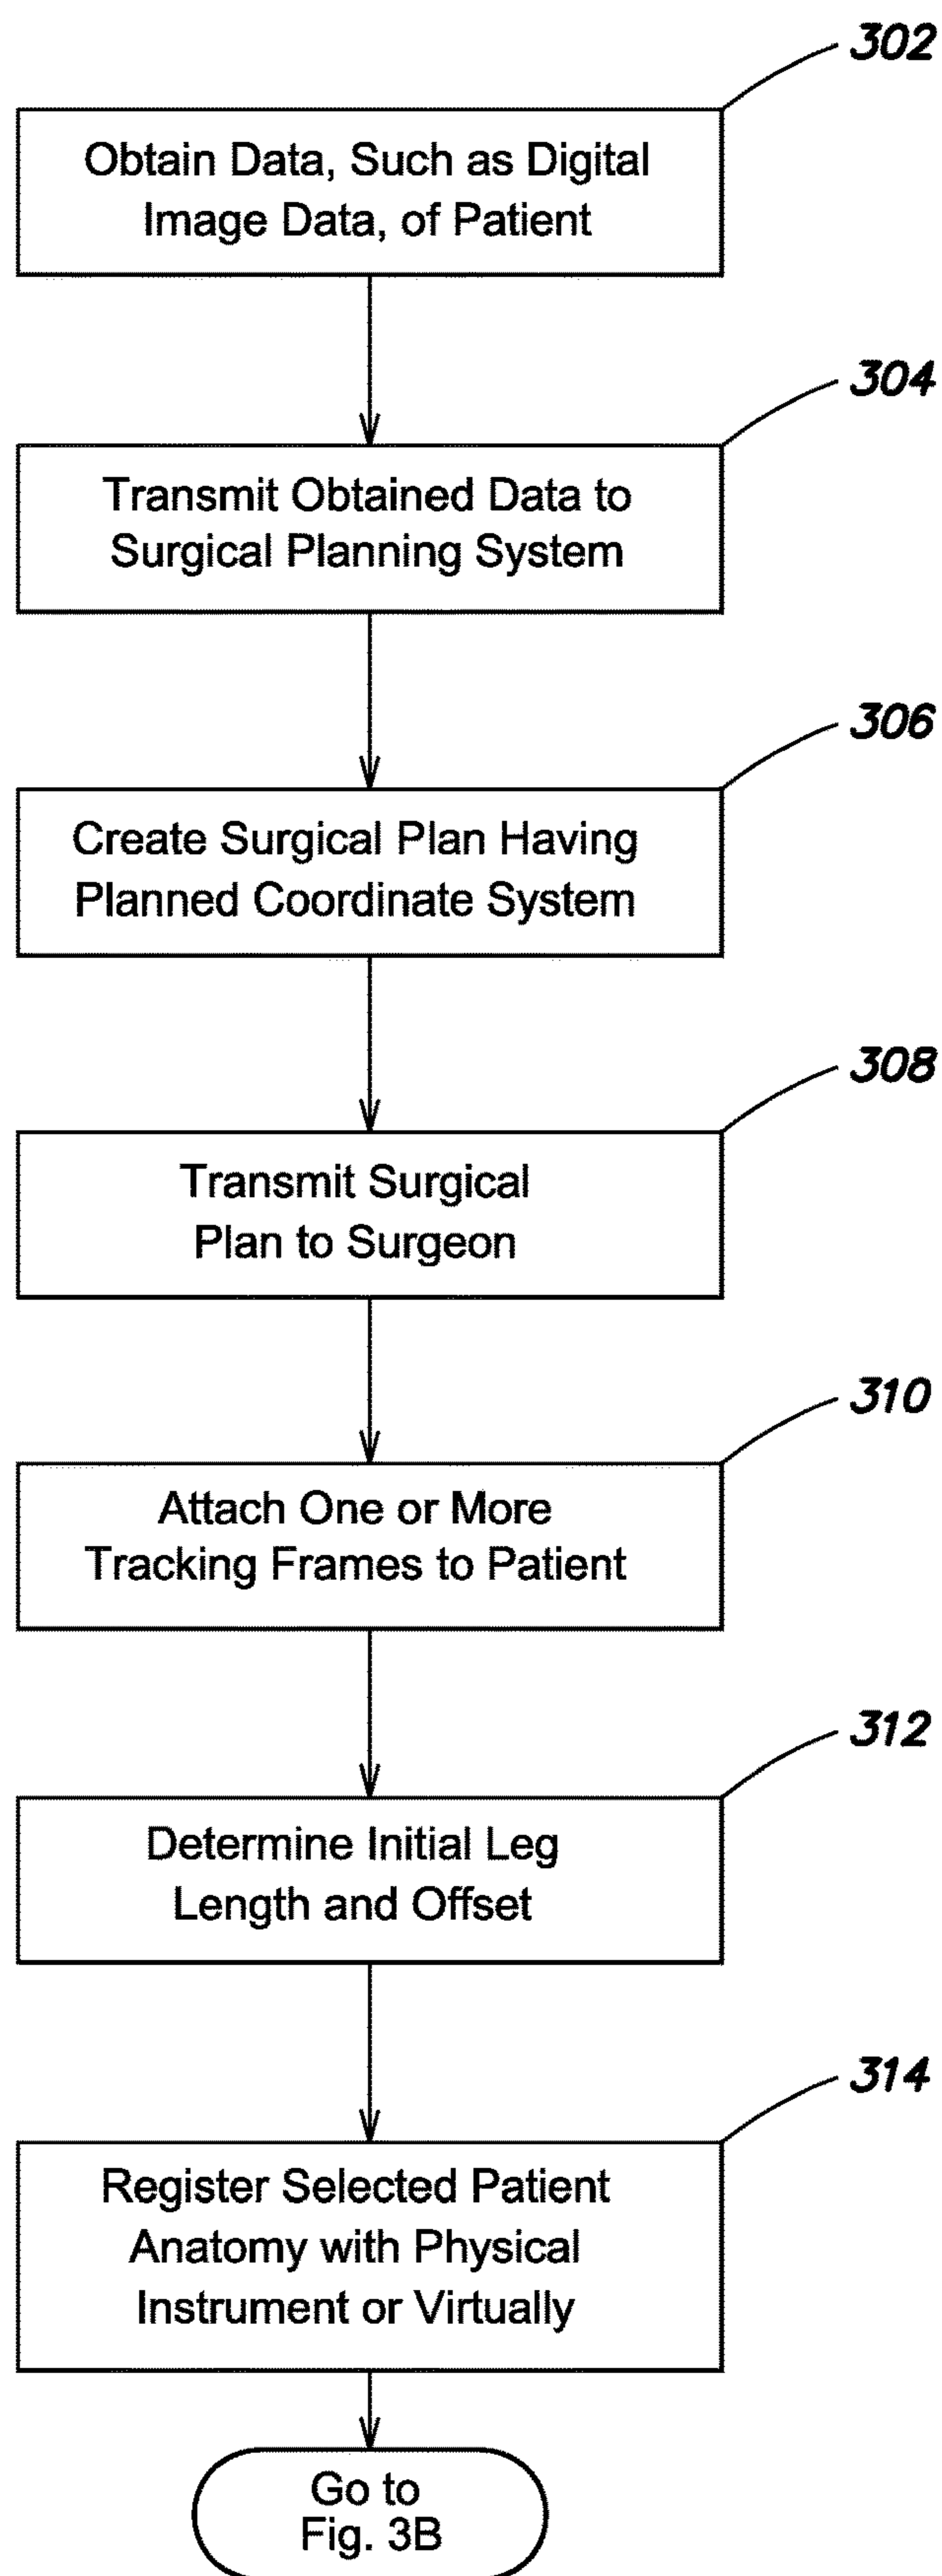 302
Obtain Data, Such as Digital
Image Data, of Patient
304
Transmit Obtained Data to
Surgical Planning System
306
Create Surgical Plan Having
Planned Coordinate System
308
Transmit Surgical
Plan to Surgeon
310
Attach One or More
Tracking Frames to Patient
312
Determine Initial Leg
Length and Offset
314
Register Selected Patient
Anatomy with Physical
Instrument or Virtually
Go to
Fig. 3B